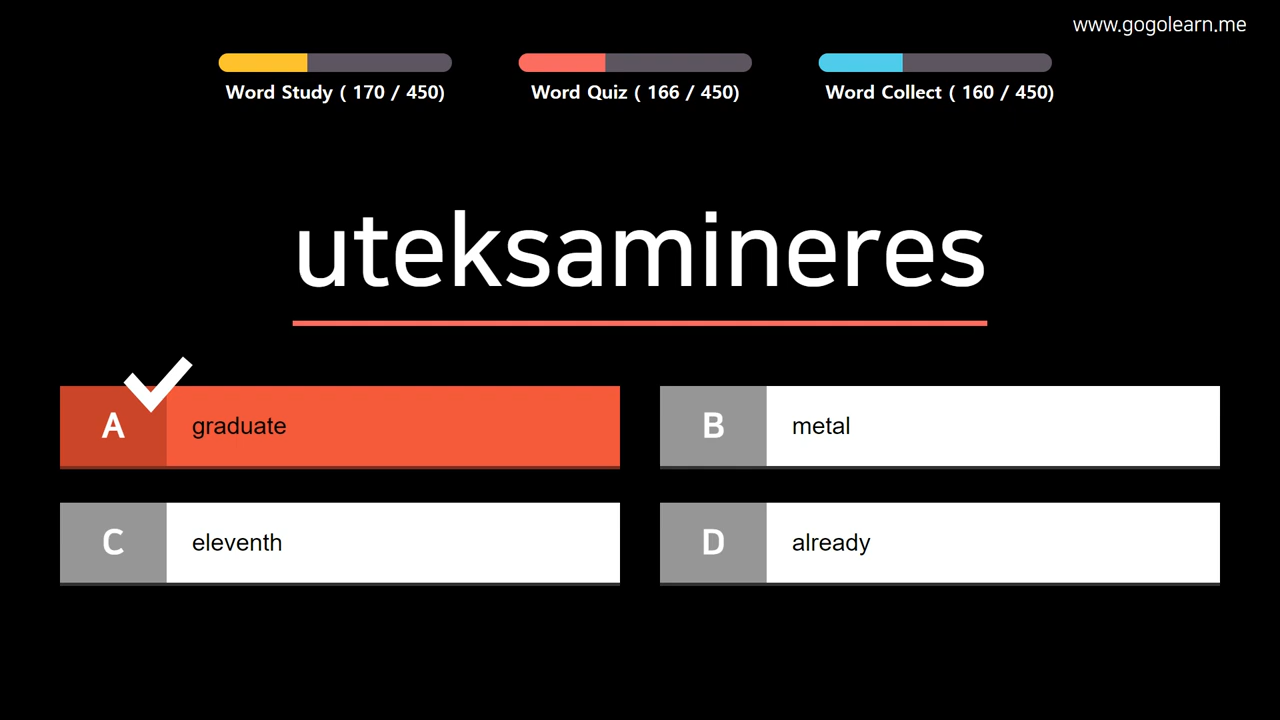 www.gogolearn.me
Word Study ( 170 / 450)
Word Quiz ( 166 / 450)
Word Collect ( 160 / 450)
uteksamineres
A graduate
B metal
C eleventh
D already